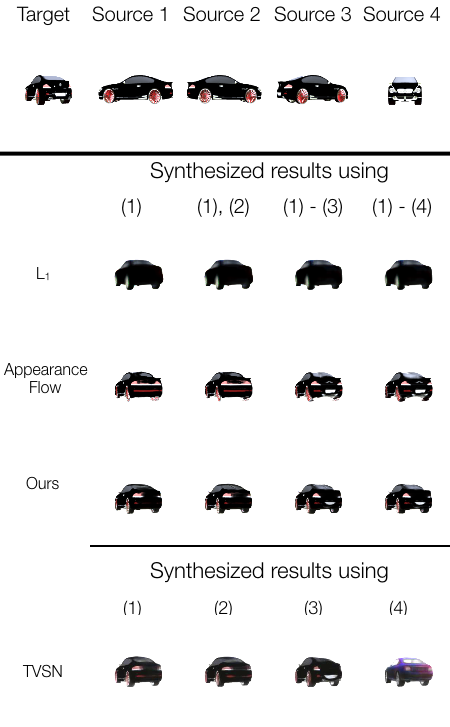 Target Source 1 Source 2 Source 3 Source 4
Synthesized results using
(1) (1), (2) (1) - (3) (1) - (4)
L₁
Appearance
Flow
Ours
Synthesized results using
(1) (2) (3) (4)
TVSN